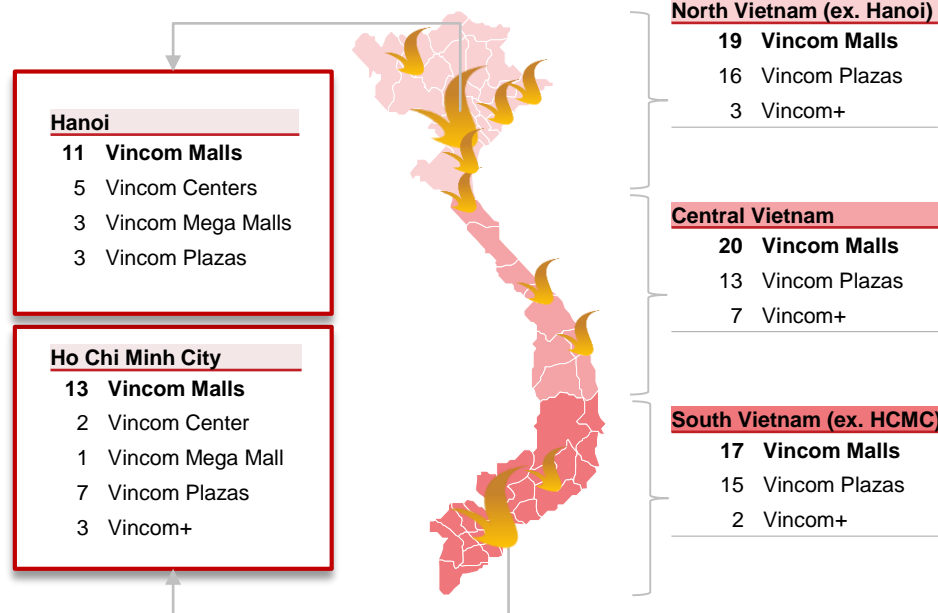 Hanoi
11 Vincom Malls
5 Vincom Centers
3 Vincom Mega Malls
3 Vincom Plazas
Ho Chi Minh City
13 Vincom Malls
2 Vincom Center
1 Vincom Mega Mall
7 Vincom Plazas
3 Vincom+
North Vietnam (ex. Hanoi)
19 Vincom Malls
16 Vincom Plazas
3 Vincom+
Central Vietnam
20 Vincom Malls
13 Vincom Plazas
7 Vincom+
South Vietnam (ex. HCMC)
17 Vincom Malls
15 Vincom Plazas
2 Vincom+